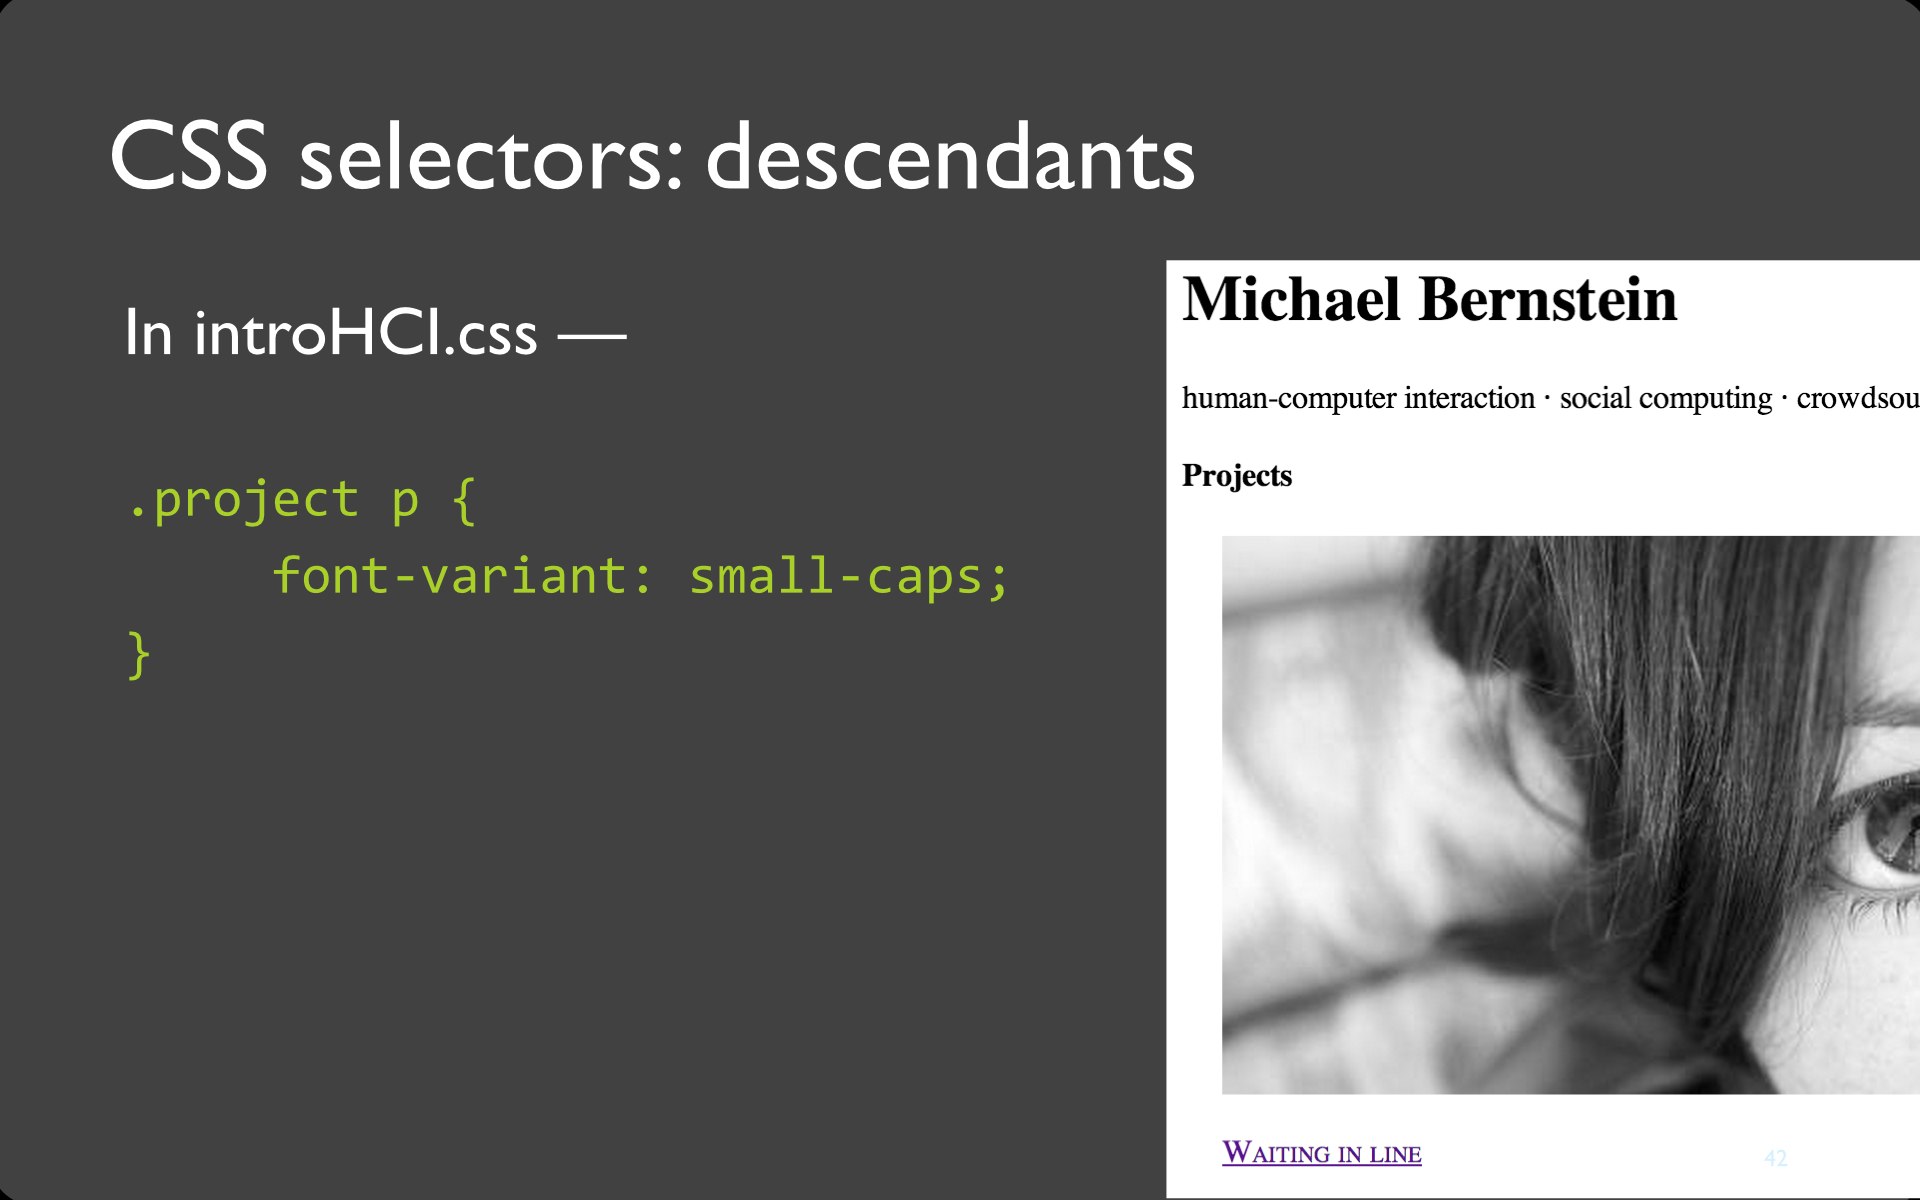 CSS selectors: descendants
In introHCI.css —
.project p {
font-variant: small-caps;
}
Michael Bernstein
human-computer interaction · social computing · crowdsou
Projects
Waiting in line
42